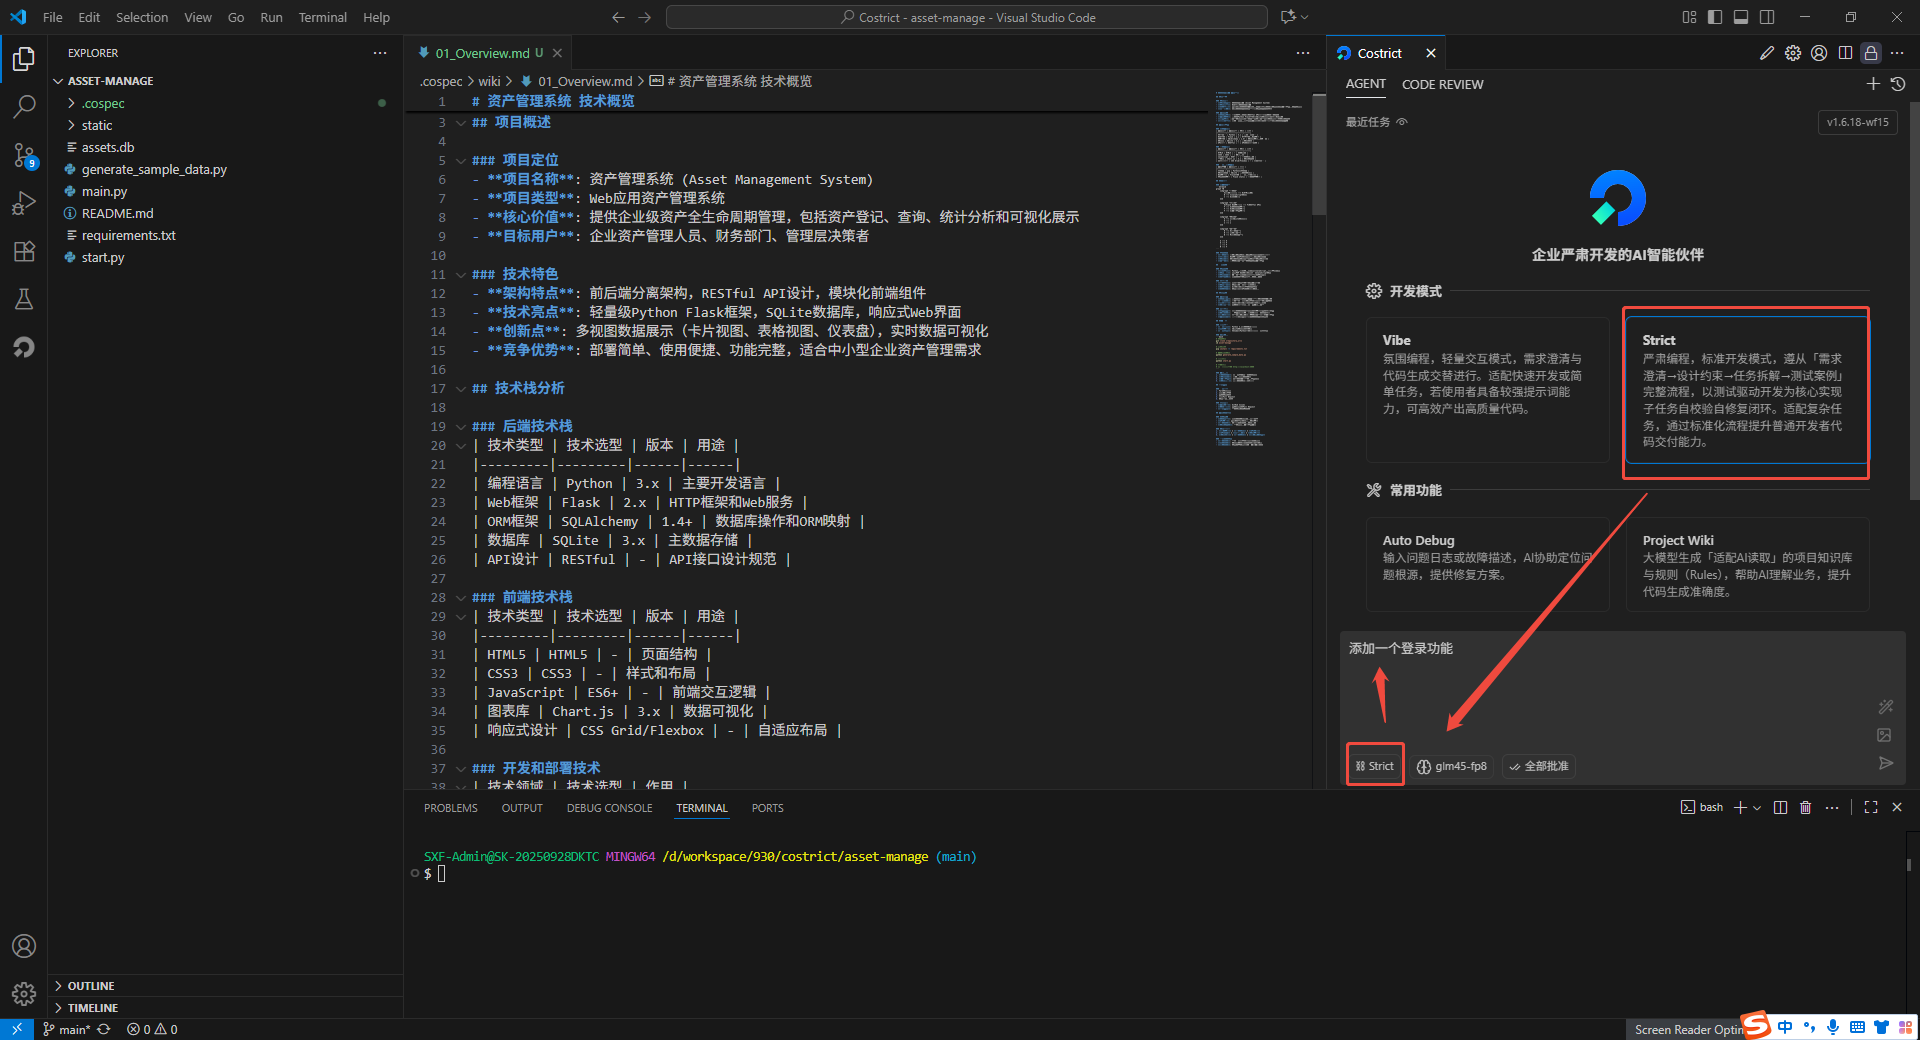 File Edit Selection View Go Run Terminal Help
Costrict - asset-manage - Visual Studio Code
EXPLORER
ASSET-MANAGE
.cospec
static
assets.db
generate_sample_data.py
main.py
README.md
requirements.txt
start.py
9
OUTLINE
TIMELINE
01_Overview.md U
.cospec > wiki > 01_Overview.md > # 资产管理系统 技术概览
1 # 资产管理系统 技术概览
3 ## 项目概述
4
5 ### 项目定位
6 - **项目名称**: 资产管理系统 (Asset Management System)
7 - **项目类型**: Web应用资产管理系统
8 - **核心价值**: 提供企业级资产全生命周期管理，包括资产登记、查询、统计分析和可视化展示
9 - **目标用户**: 企业资产管理人员、财务部门、管理层决策者
10
11 ### 技术特色
12 - **架构特点**: 前后端分离架构，RESTful API设计，模块化前端组件
13 - **技术亮点**: 轻量级Python Flask框架，SQLite数据库，响应式Web界面
14 - **创新点**: 多视图数据展示（卡片视图、表格视图、仪表盘），实时数据可视化
15 - **竞争优势**: 部署简单、使用便捷、功能完整，适合中小型企业资产管理需求
16
17 ## 技术栈分析
18
19 ### 后端技术栈
20 | 技术类型 | 技术选型 | 版本 | 用途 |
21 |---------|---------|------|------|
22 | 编程语言 | Python | 3.x | 主要开发语言 |
23 | Web框架 | Flask | 2.x | HTTP框架和Web服务 |
24 | ORM框架 | SQLAlchemy | 1.4+ | 数据库操作和ORM映射 |
25 | 数据库 | SQLite | 3.x | 主数据存储 |
26 | API设计 | RESTful | - | API接口设计规范 |
27
28 ### 前端技术栈
29 | 技术类型 | 技术选型 | 版本 | 用途 |
30 |---------|---------|------|------|
31 | HTML5 | HTML5 | - | 页面结构 |
32 | CSS3 | CSS3 | - | 样式和布局 |
33 | JavaScript | ES6+ | - | 前端交互逻辑 |
34 | 图表库 | Chart.js | 3.x | 数据可视化 |
35 | 响应式设计 | CSS Grid/Flexbox | - | 自适应布局 |
36
37 ### 开发和部署技术
38 | 技术领域 | 技术选型 | 作用 |
PROBLEMS OUTPUT DEBUG CONSOLE TERMINAL PORTS
bash
SXF-Admin@SK-20250928DKTC MINGW64 /d/workspace/930/costrict/asset-manage (main)
$
Costrict
AGENT CODE REVIEW
最近任务
v1.6.18-wf15
企业严肃开发的AI智能伙伴
开发模式
Vibe
氛围编程，轻量交互模式，需求澄清与
代码生成交替进行。适配快速开发或简
单任务，若使用者具备较强提示词能
力，可高效产出高质量代码。
Strict
严肃编程，标准开发模式，遵从「需求
澄清→设计约束→任务拆解→测试案例」
完整流程，以测试驱动开发为核心实现
子任务自校验自修复闭环。适配复杂任
务，通过标准化流程提升普通开发者代
码交付能力。
常用功能
Auto Debug
输入问题日志或故障描述，AI协助定位问
题根源，提供修复方案。
Project Wiki
大模型生成「适配AI读取」的项目知识库
与规则（Rules），帮助AI理解业务，提升
代码生成准确度。
添加一个登录功能
Strict
glm45-fp8
全部批准
main*
0 0
Screen Reader Optim
中